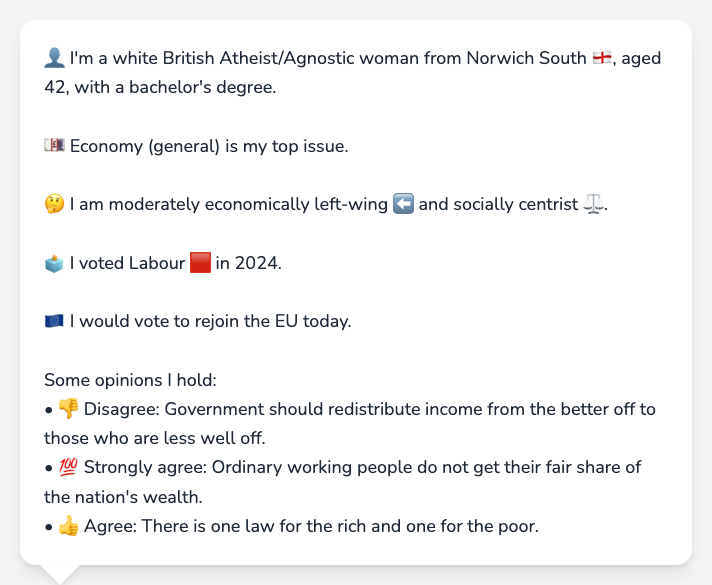 👤 I'm a white British Atheist/Agnostic woman from Norwich South 🏴󠁧󠁢󠁥󠁮󠁧󠁿, aged
42, with a bachelor's degree.
💷 Economy (general) is my top issue.
🤔 I am moderately economically left-wing ⬅️ and socially centrist ⚖️.
🗳️ I voted Labour 🟥 in 2024.
🇪🇺 I would vote to rejoin the EU today.
Some opinions I hold:
• 👎 Disagree: Government should redistribute income from the better off to
those who are less well off.
• 💯 Strongly agree: Ordinary working people do not get their fair share of
the nation's wealth.
• 👍 Agree: There is one law for the rich and one for the poor.